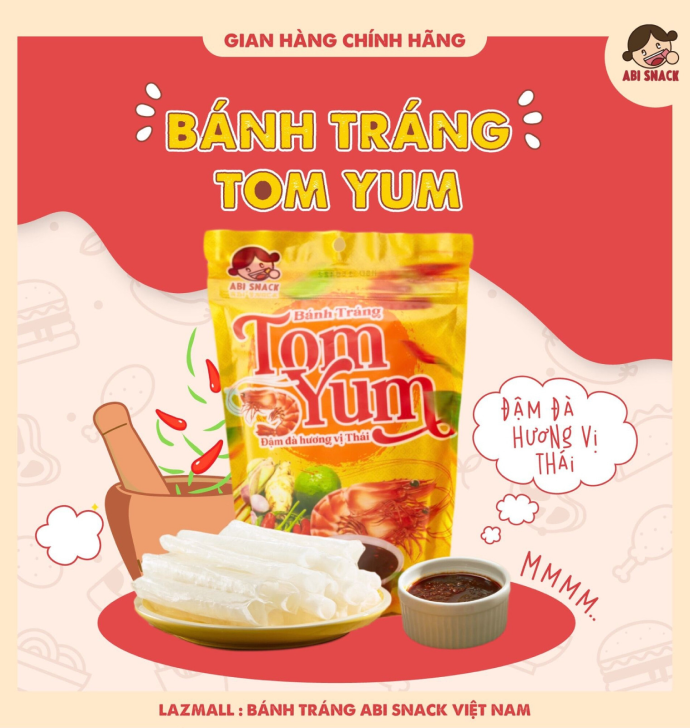 GIAN HÀNG CHÍNH HÃNG
ABI SNACK
BÁNH TRÁNG
TOM YUM
ABI SNACK
Bánh Tráng
Tom
Yum
Đậm đà hương vị Thái
ĐẬM ĐÀ
HƯƠNG VỊ
THÁI
MMMM..
LAZMALL : BÁNH TRÁNG ABI SNACK VIỆT NAM